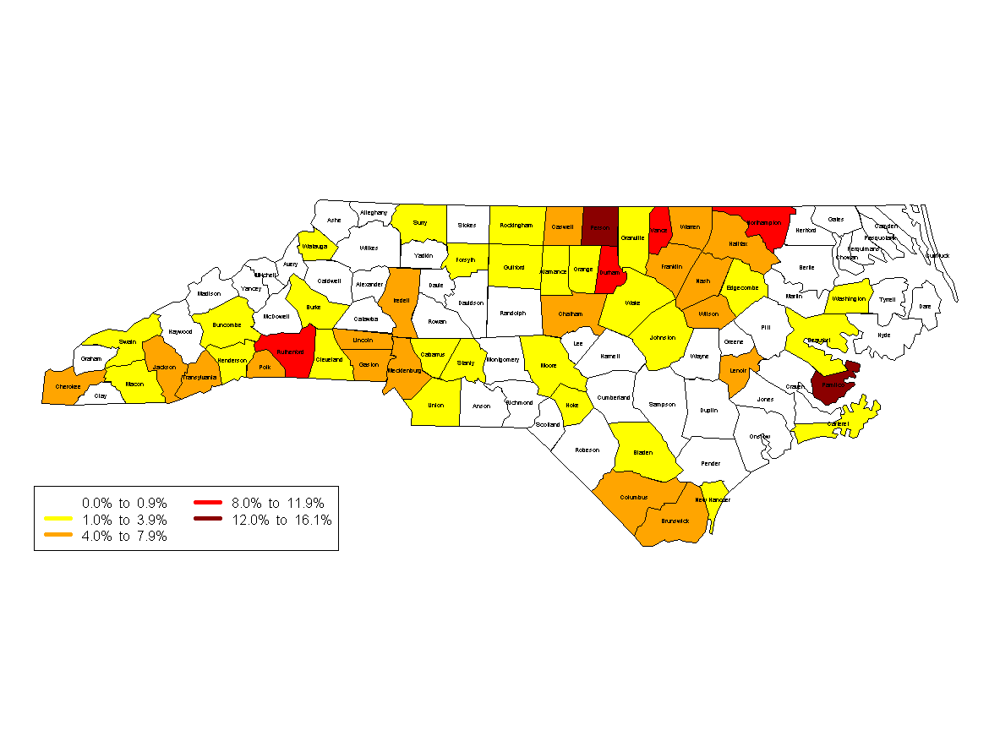 Alleghany
Ashe
Surry
Stokes
Rockingham
Caswell
Person
Vance
Warren
Northampton
Gates
Hertford
Camden
Pasquotank
Perquimans
Chowan
Currituck
Watauga
Wilkes
Yadkin
Forsyth
Guilford
Alamance
Orange
Durham
Granville
Franklin
Halifax
Bertie
Avery
Mitchell
Yancey
Madison
Caldwell
Alexander
Davie
Iredell
Davidson
Randolph
Chatham
Wake
Nash
Edgecombe
Martin
Washington
Tyrrell
Dare
Haywood
Buncombe
McDowell
Burke
Catawba
Rowan
Wilson
Pitt
Beaufort
Hyde
Graham
Swain
Jackson
Henderson
Rutherford
Cleveland
Lincoln
Cabarrus
Stanly
Montgomery
Moore
Lee
Harnett
Johnston
Wayne
Greene
Lenoir
Craven
Pamlico
Cherokee
Clay
Macon
Transylvania
Polk
Gaston
Mecklenburg
Union
Anson
Richmond
Scotland
Hoke
Cumberland
Sampson
Duplin
Jones
Carteret
Onslow
Robeson
Bladen
Pender
Columbus
Brunswick
New Hanover
0.0% to 0.9%
8.0% to 11.9%
1.0% to 3.9%
12.0% to 16.1%
4.0% to 7.9%